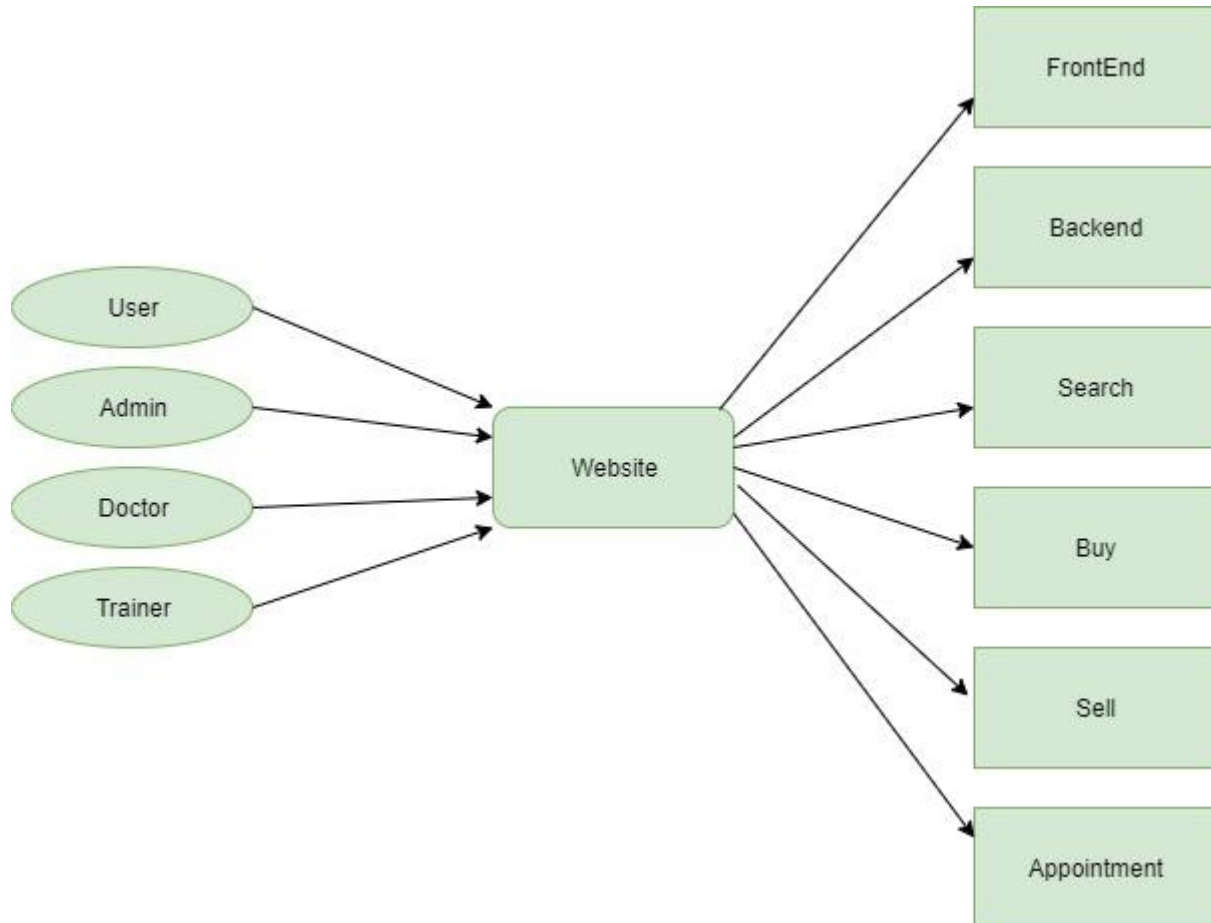 User
Admin
Doctor
Trainer
Website
FrontEnd
Backend
Search
Buy
Sell
Appointment